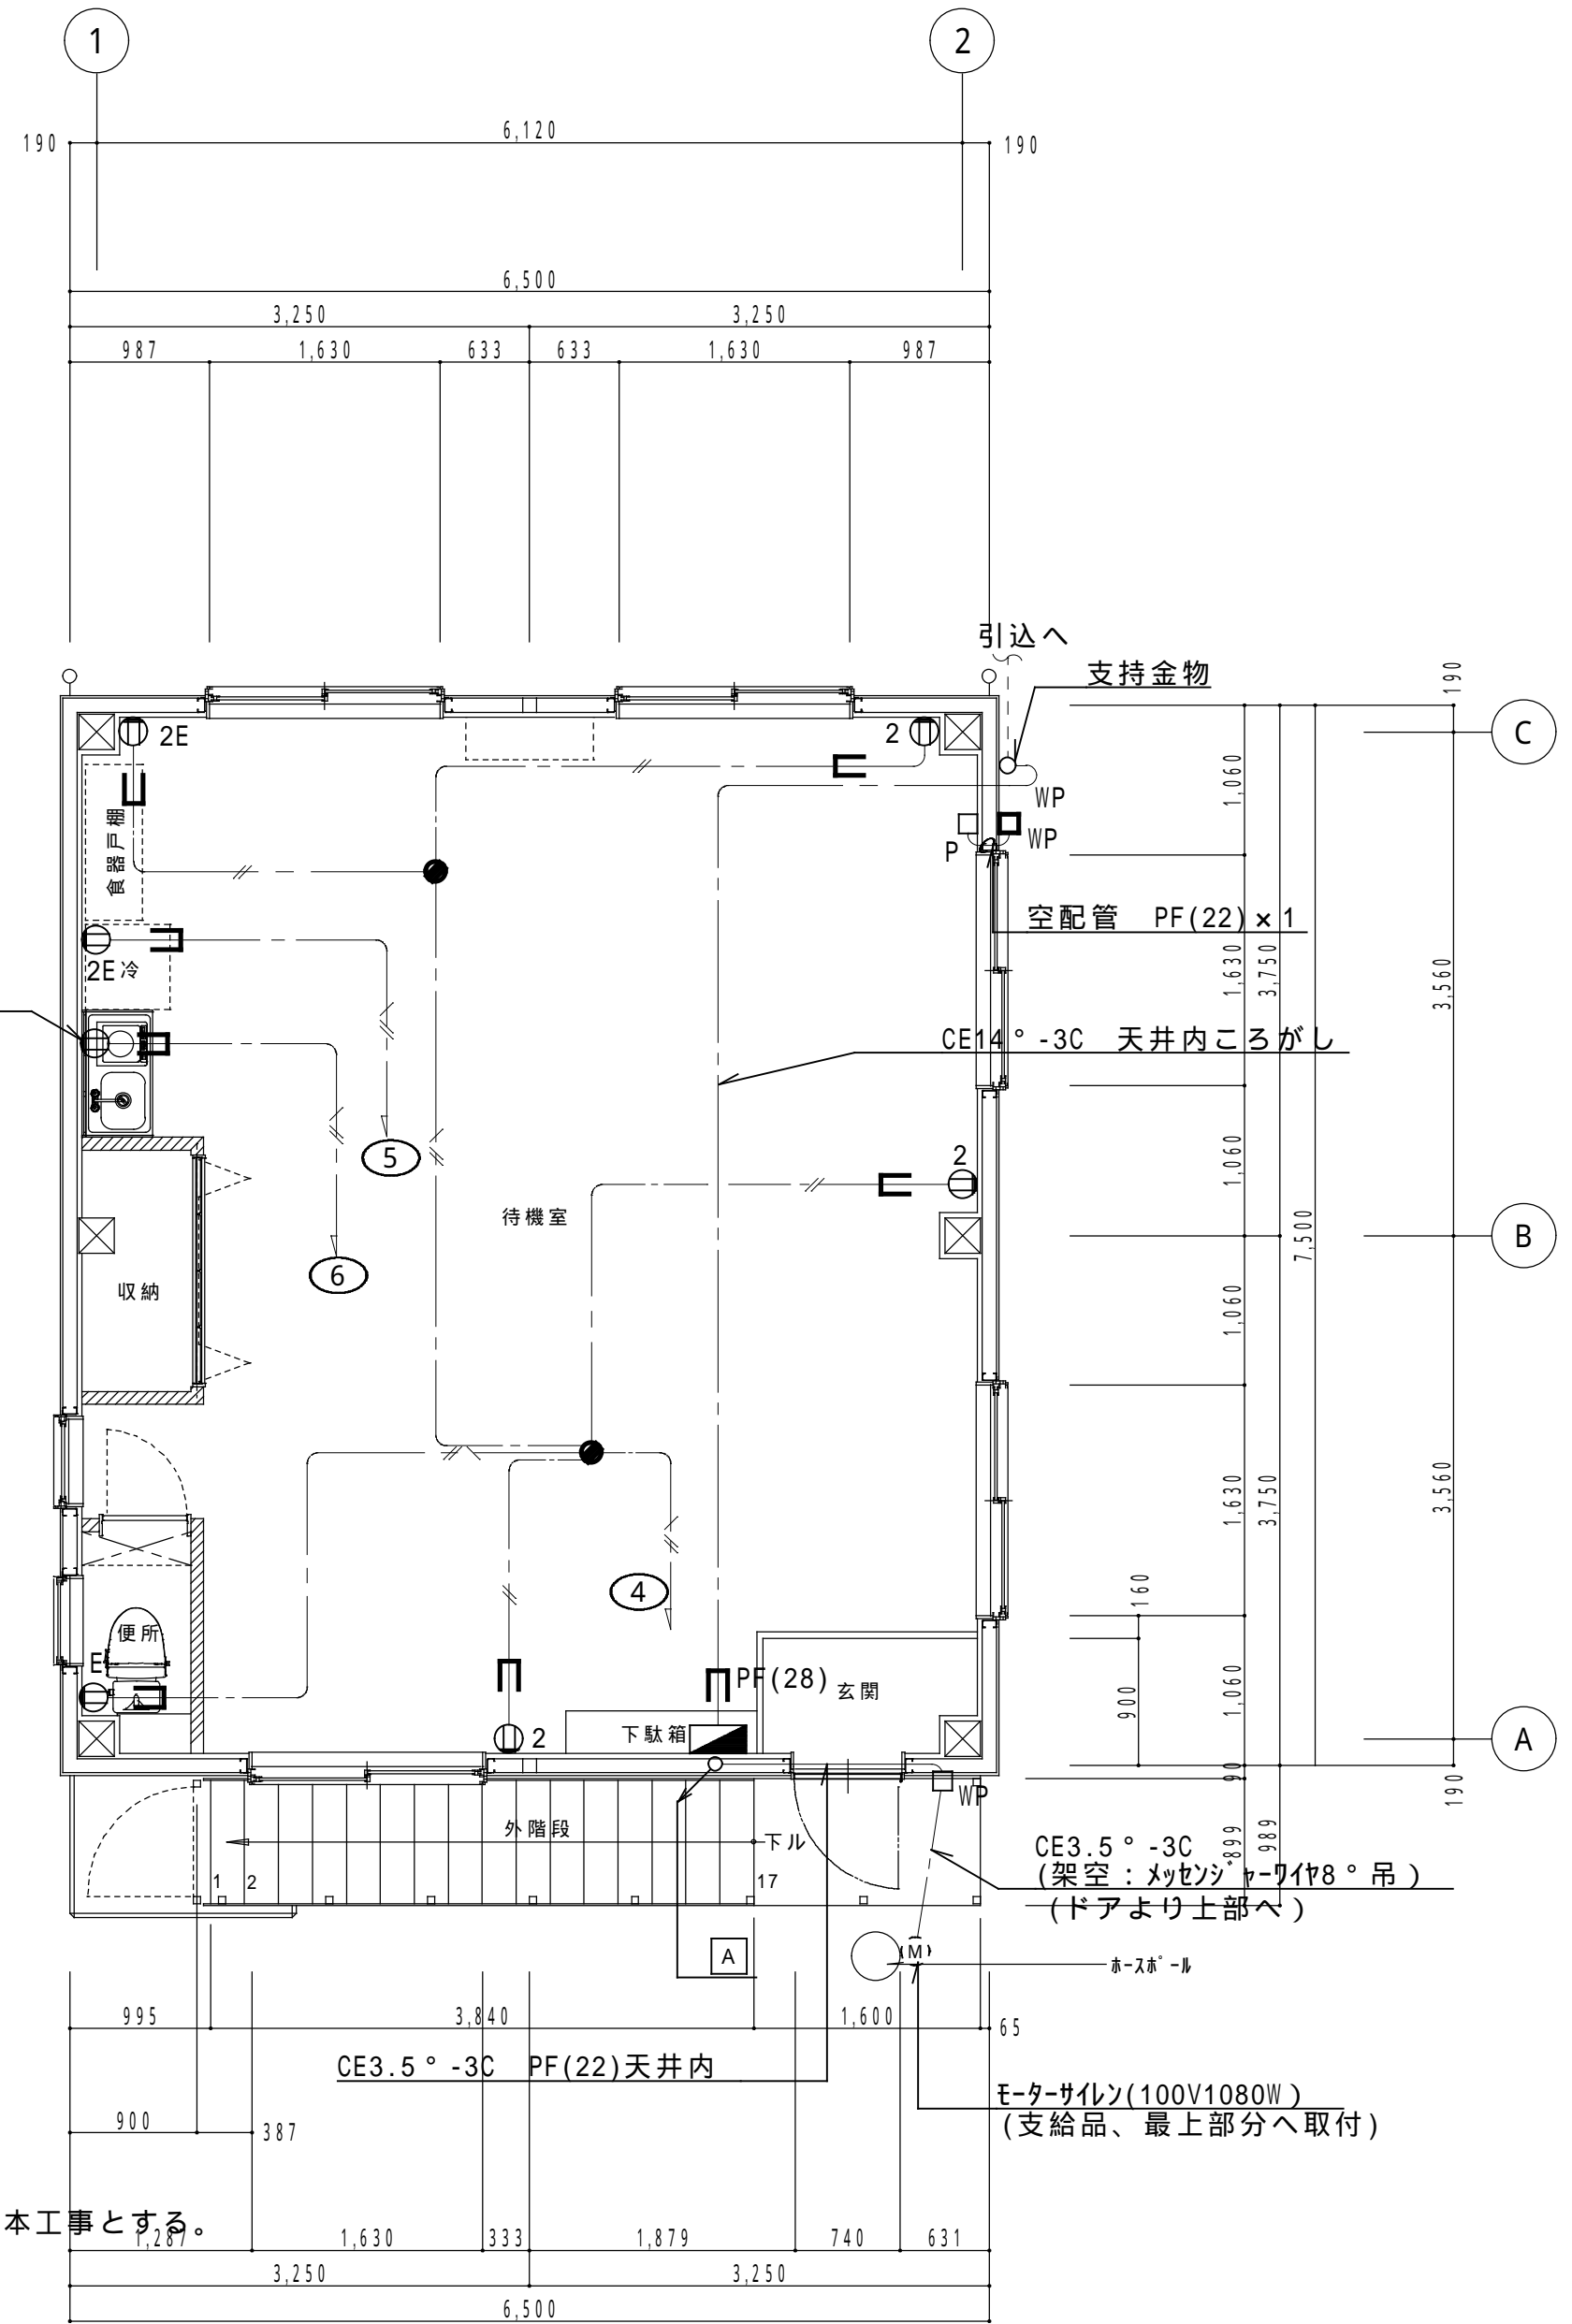 1
2
190
6,120
190
6,500
3,250
3,250
987
1,630
633
633
1,630
987
引込へ
支持金物
190
C
2E
2
1,060
WP
WP
P
食器戸棚
空配管 PF(22)×1
2E冷
1,630
3,750
3,560
CE14°-3C 天井内ころがし
5
2
1,060
待機室
7,500
B
6
収納
1,060
1,630
3,750
3,560
4
160
便所
E
PF(28)
玄関
900
1,060
2
下駄箱
A
90
190
WP
外階段
下ル
899
989
CE3.5°-3C
(架空：ﾒｯｾﾝｼﾞｬｰﾜｲﾔ8°吊)
(ドアより上部へ)
1
2
17
A
M
ﾎｰｽﾎﾟｰﾙ
995
3,840
1,600
65
CE3.5°-3C PF(22)天井内
ﾓｰﾀｰｻｲﾚﾝ(100V1080W)
(支給品、最上部分へ取付)
900
387
本工事とする。
1,287
1,630
333
1,879
740
631
3,250
3,250
6,500